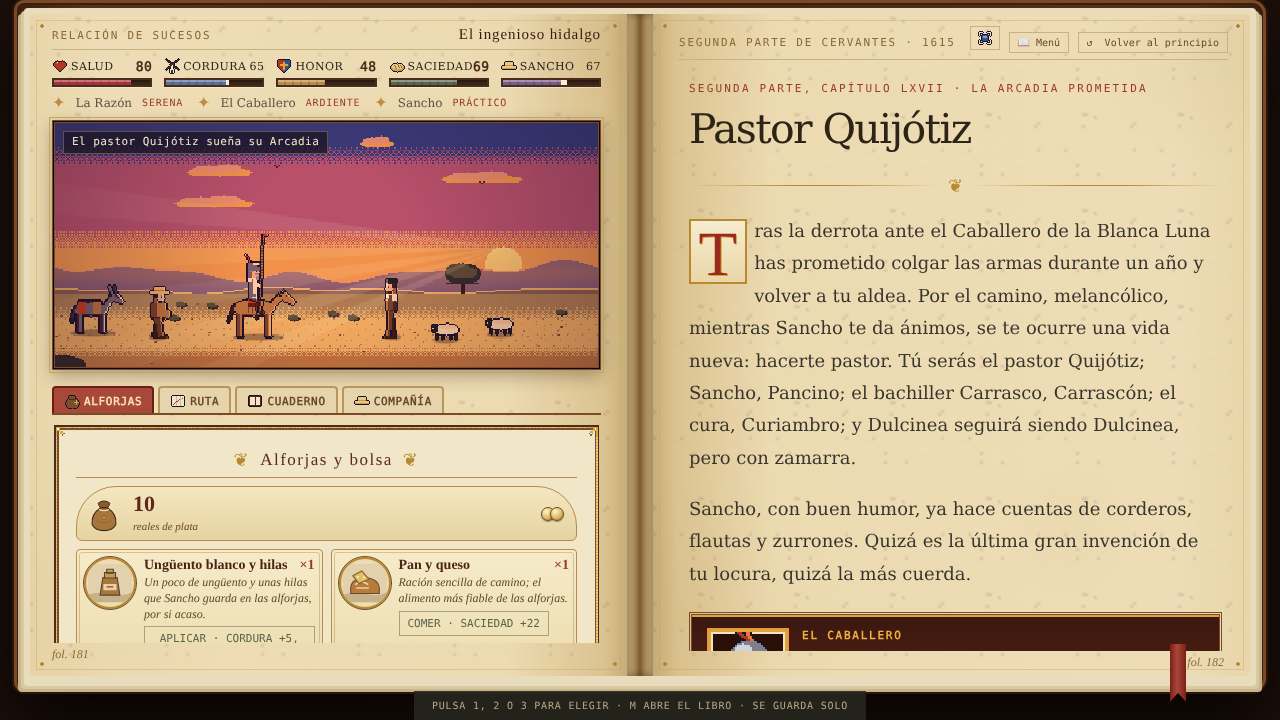 RELACIÓN DE SUCESOS
El ingenioso hidalgo
SALUD 80
CORDURA 65
HONOR 48
SACIEDAD 69
SANCHO 67
La Razón SERENA
El Caballero ARDIENTE
Sancho PRÁCTICO
El pastor Quijótiz sueña su Arcadia
ALFORJAS
RUTA
CUADERNO
COMPAÑÍA
Alforjas y bolsa
10
reales de plata
Ungüento blanco y hilas ×1
Un poco de ungüento y unas hilas
que Sancho guarda en las alforjas,
por si acaso.
APLICAR · CORDURA +5,
Pan y queso ×1
Ración sencilla de camino; el
alimento más fiable de las alforjas.
COMER · SACIEDAD +22
fol. 181
SEGUNDA PARTE DE CERVANTES · 1615
Menú
↺ Volver al principio
SEGUNDA PARTE, CAPÍTULO LXVII · LA ARCADIA PROMETIDA
Pastor Quijótiz
Tras la derrota ante el Caballero de la Blanca Luna
has prometido colgar las armas durante un año y
volver a tu aldea. Por el camino, melancólico,
mientras Sancho te da ánimos, se te ocurre una vida
nueva: hacerte pastor. Tú serás el pastor Quijótiz;
Sancho, Pancino; el bachiller Carrasco, Carrascón; el
cura, Curiambro; y Dulcinea seguirá siendo Dulcinea,
pero con zamarra.
Sancho, con buen humor, ya hace cuentas de corderos,
flautas y zurrones. Quizá es la última gran invención de
tu locura, quizá la más cuerda.
EL CABALLERO
fol. 182
PULSA 1, 2 O 3 PARA ELEGIR · M ABRE EL LIBRO · SE GUARDA SOLO